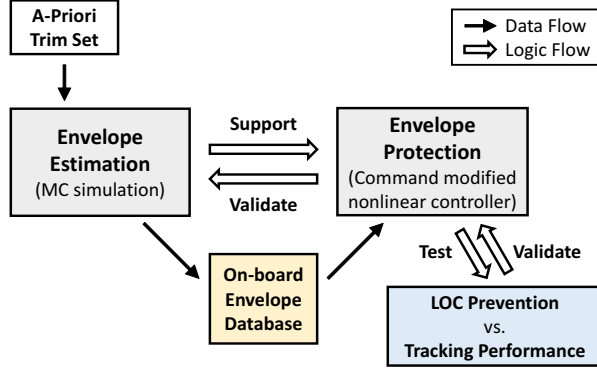 A-Priori
Trim Set
Data Flow
Logic Flow
Envelope
Estimation
(MC simulation)
Support
Validate
Envelope
Protection
(Command modified
nonlinear controller)
On-board
Envelope
Database
Test
Validate
LOC Prevention
vs.
Tracking Performance